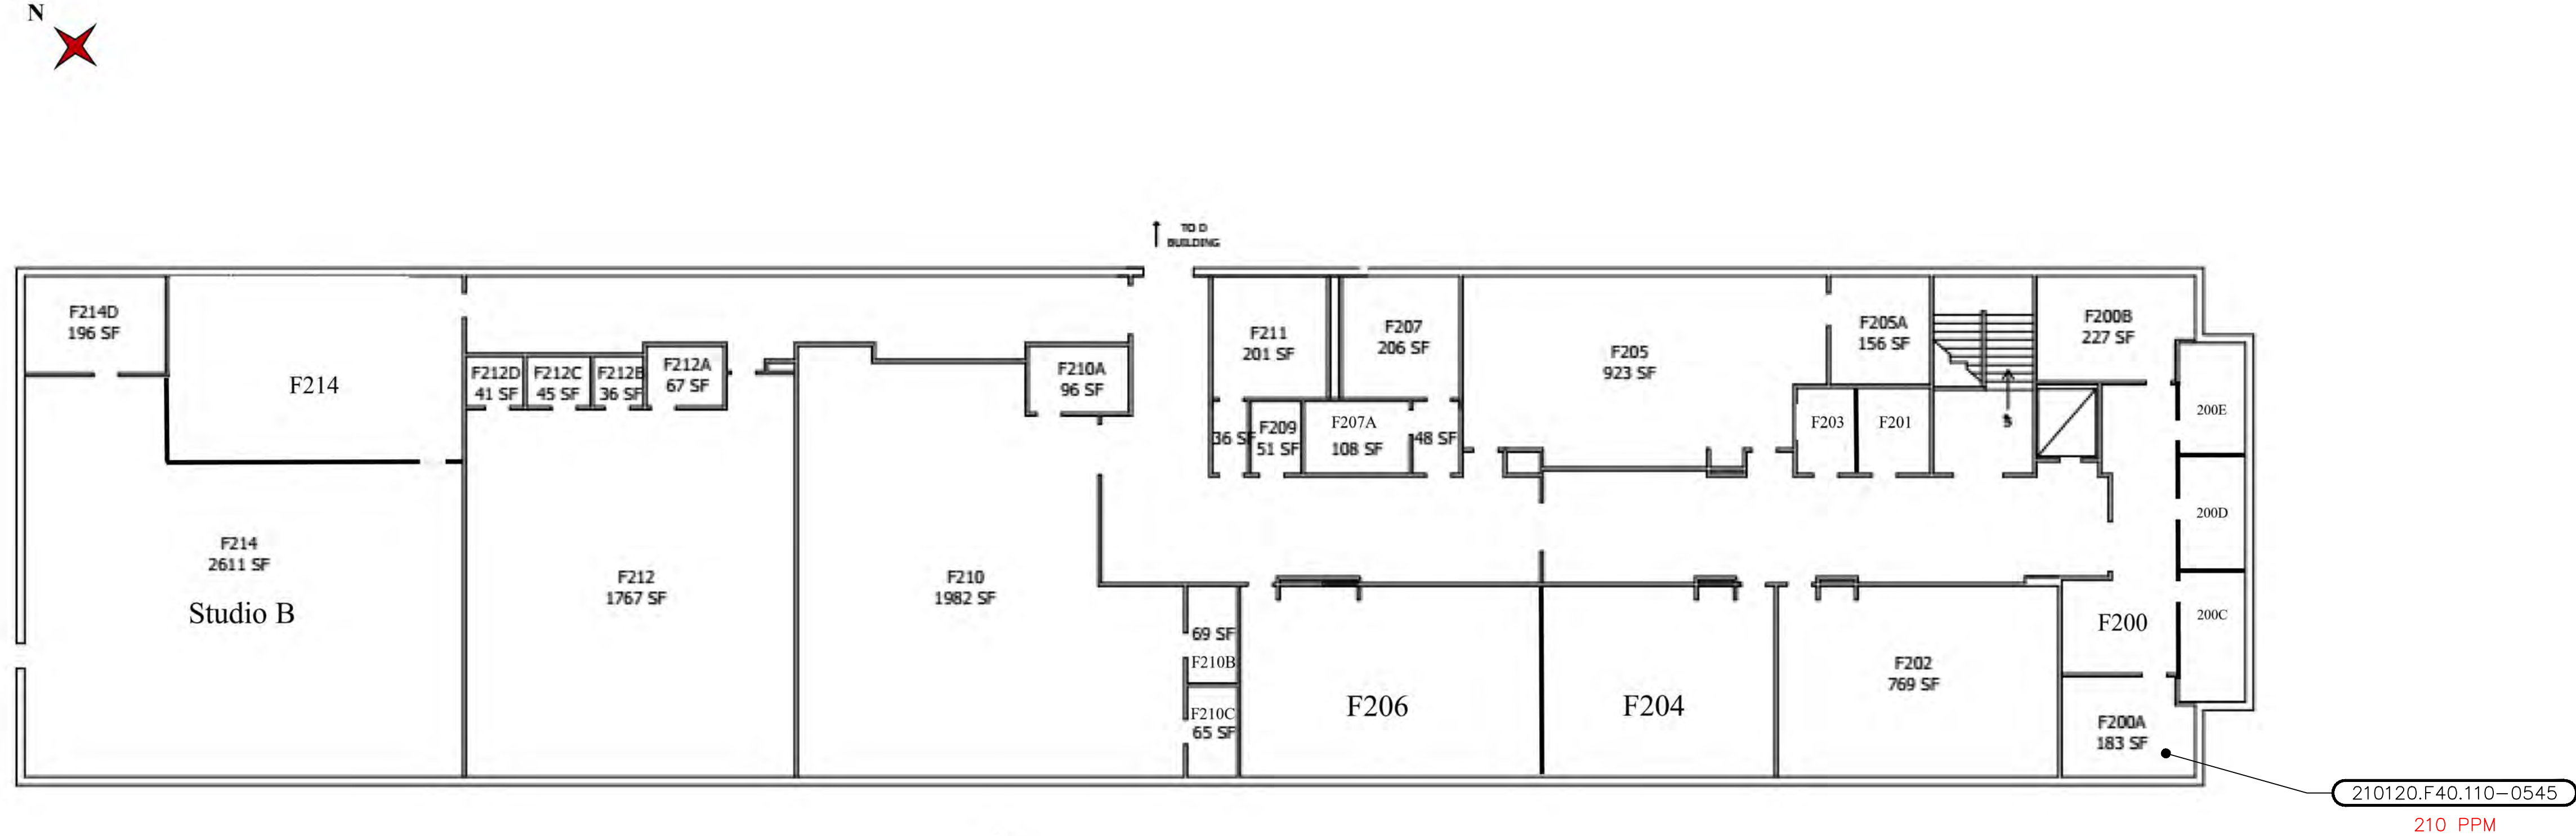 N
TO D
BUILDING
F214D
196 SF
F214
F212D
41 SF
F212C
45 SF
F212B
36 SF
F212A
67 SF
F210A
96 SF
F211
201 SF
F207
206 SF
F205
923 SF
F205A
156 SF
F200B
227 SF
36 SF
F209
51 SF
F207A
108 SF
48 SF
F203
F201
200E
200D
200C
F214
2611 SF
Studio B
F212
1767 SF
F210
1982 SF
69 SF
F210B
F210C
65 SF
F206
F204
F202
769 SF
F200
F200A
183 SF
210120.F40.110-0545
210 PPM